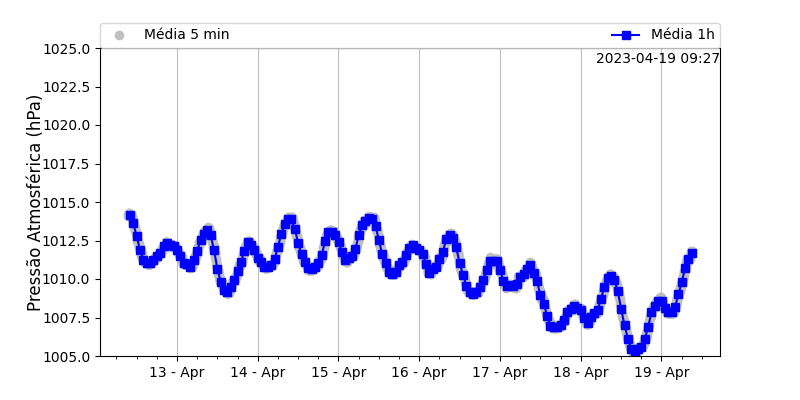 Média 5 min
Média 1h
2023-04-19 09:27
Pressão Atmosférica (hPa)
1025.0
1022.5
1020.0
1017.5
1015.0
1012.5
1010.0
1007.5
1005.0
13 - Apr
14 - Apr
15 - Apr
16 - Apr
17 - Apr
18 - Apr
19 - Apr